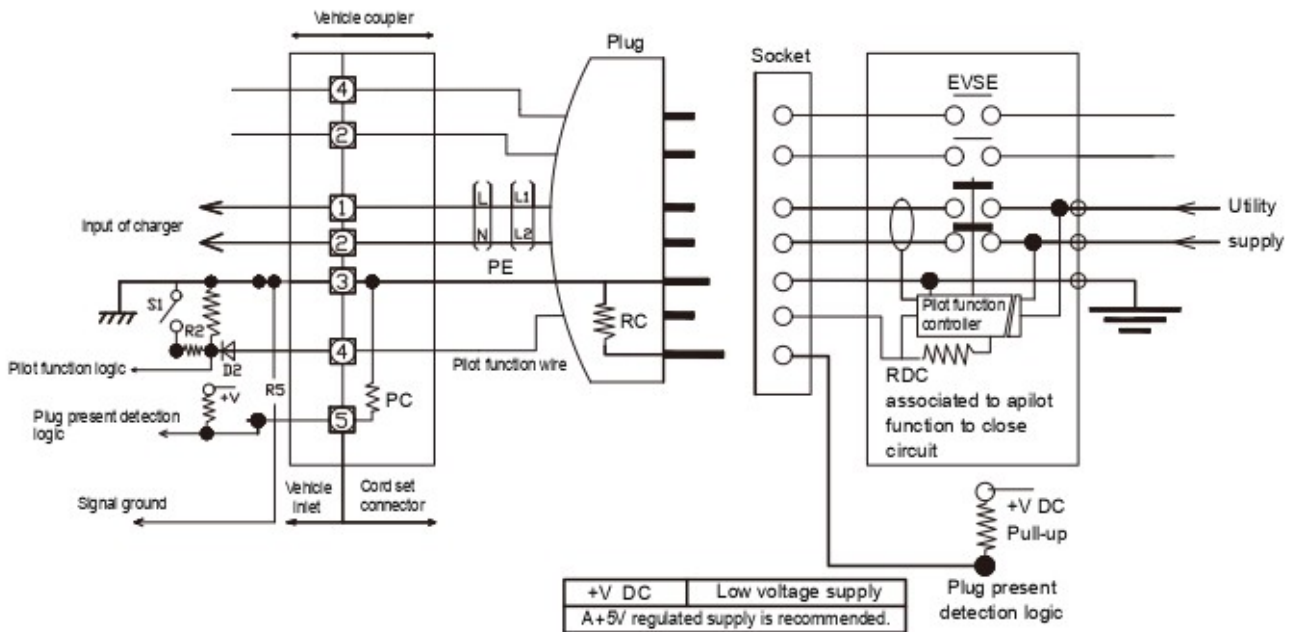 Vehicle coupler
Plug
Socket
EVSE
4
2
1
L
L1
Input of charger
2
N
L2
PE
Utility
supply
3
S1
R2
RC
Pilot function
controller
Pilot function logic
D2
4
Pilot function wire
R5
+V
PC
RDC
associated to apilot
function to close
circuit
Plug present detection
logic
5
Signal ground
Vehicle
inlet
Cord set
connector
+V DC
Pull-up
Plug present
detection logic
+V DC Low voltage supply
A+5V regulated supply is recommended.